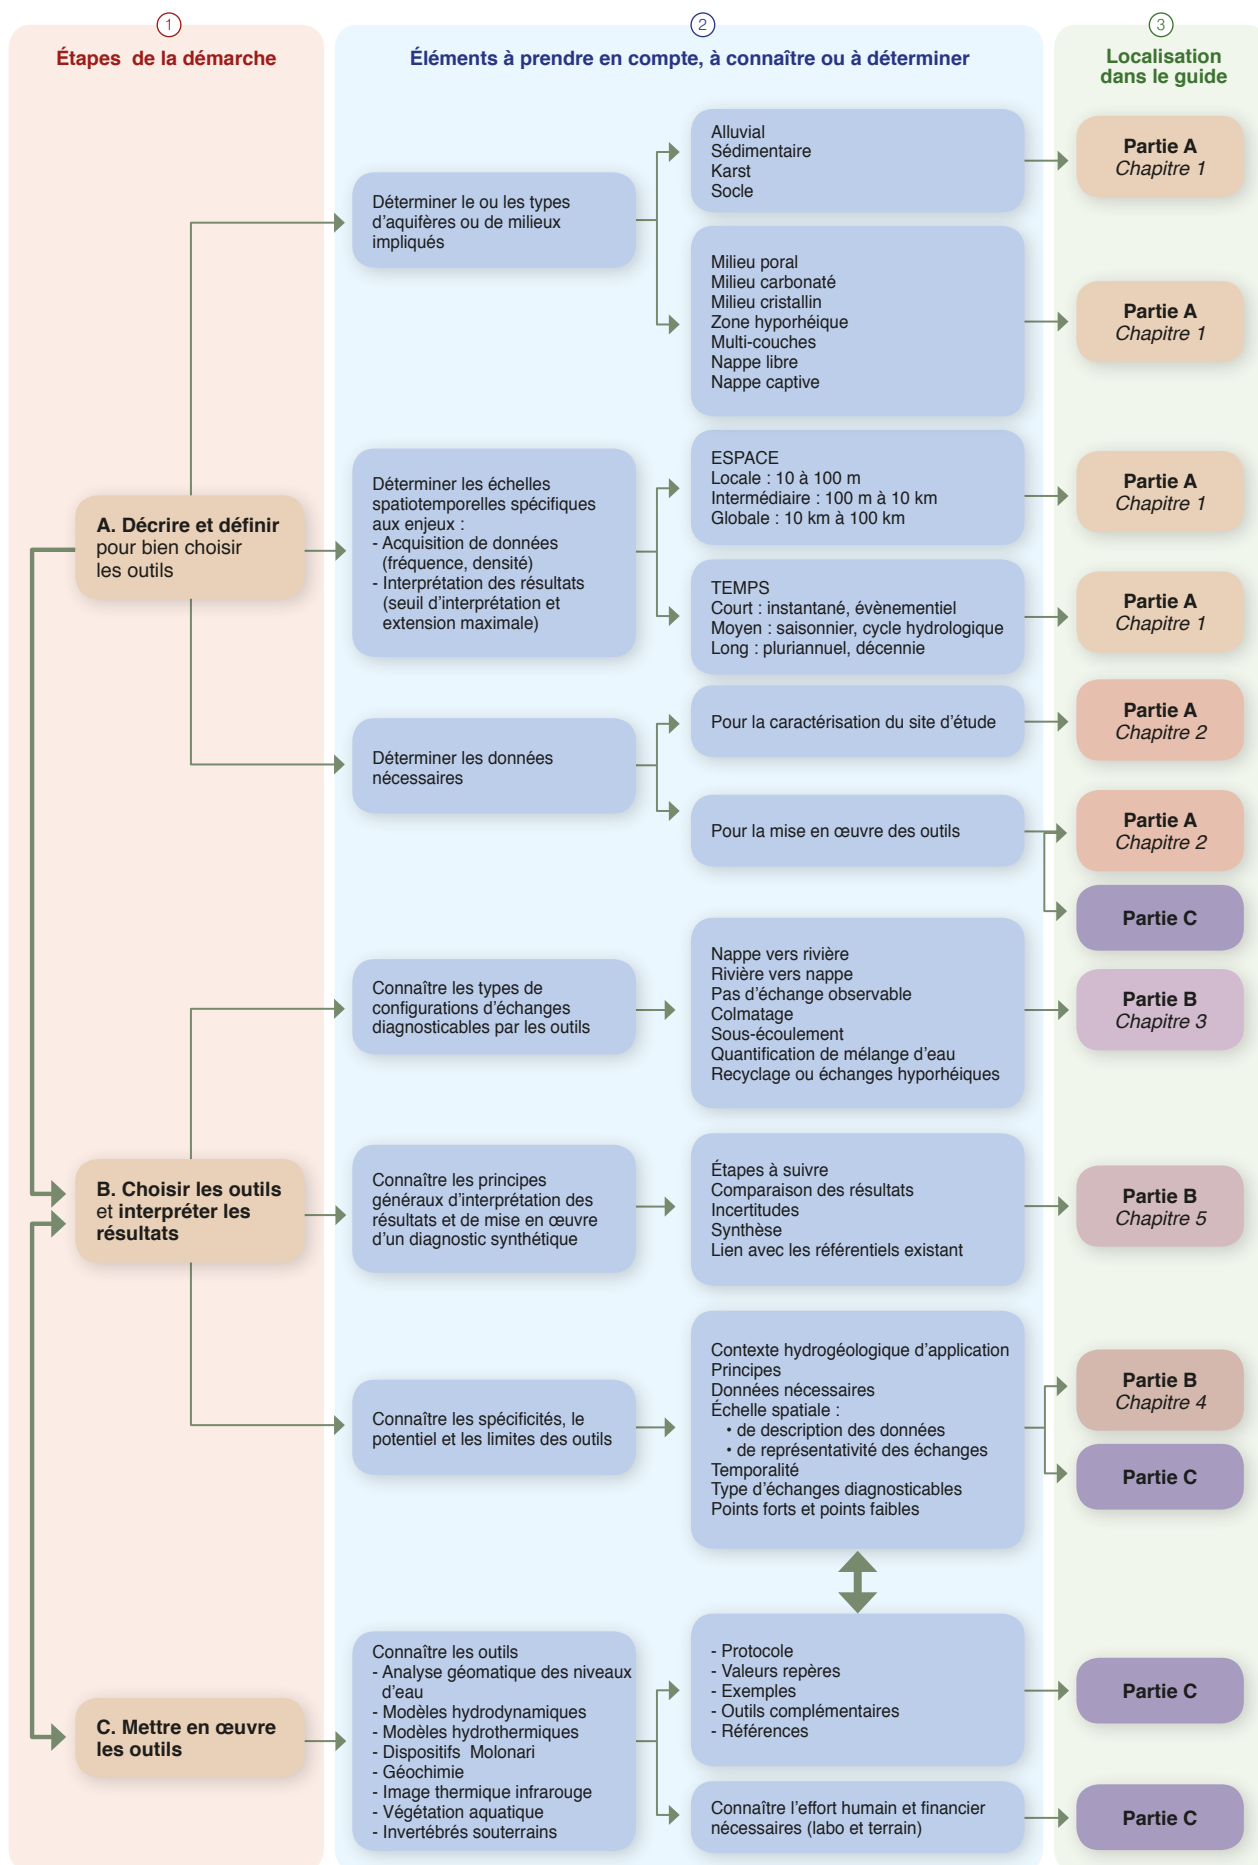 1
Étapes de la démarche
2
Éléments à prendre en compte, à connaître ou à déterminer
3
Localisation
dans le guide
A. Décrire et définir
pour bien choisir
les outils
Déterminer le ou les types
d'aquifères ou de milieux
impliqués
Alluvial
Sédimentaire
Karst
Socle
Partie A
Chapitre 1
Milieu poral
Milieu carbonaté
Milieu cristallin
Zone hyporhéique
Multi-couches
Nappe libre
Nappe captive
Partie A
Chapitre 1
Déterminer les échelles
spatiotemporelles spécifiques
aux enjeux :
- Acquisition de données
(fréquence, densité)
- Interprétation des résultats
(seuil d'interprétation et
extension maximale)
ESPACE
Locale : 10 à 100 m
Intermédiaire : 100 m à 10 km
Globale : 10 km à 100 km
Partie A
Chapitre 1
TEMPS
Court : instantané, évènementiel
Moyen : saisonnier, cycle hydrologique
Long : pluriannuel, décennie
Partie A
Chapitre 1
Déterminer les données
nécessaires
Pour la caractérisation du site d'étude
Partie A
Chapitre 2
Pour la mise en œuvre des outils
Partie A
Chapitre 2
Partie C
B. Choisir les outils
et interpréter les
résultats
Connaître les types de
configurations d'échanges
diagnosticables par les outils
Nappe vers rivière
Rivière vers nappe
Pas d'échange observable
Colmatage
Sous-écoulement
Quantification de mélange d'eau
Recyclage ou échanges hyporhéiques
Partie B
Chapitre 3
Connaître les principes
généraux d'interprétation des
résultats et de mise en œuvre
d'un diagnostic synthétique
Étapes à suivre
Comparaison des résultats
Incertitudes
Synthèse
Lien avec les référentiels existant
Partie B
Chapitre 5
Connaître les spécificités, le
potentiel et les limites des outils
Contexte hydrogéologique d'application
Principes
Données nécessaires
Échelle spatiale :
• de description des données
• de représentativité des échanges
Temporalité
Type d'échanges diagnosticables
Points forts et points faibles
Partie B
Chapitre 4
Partie C
C. Mettre en œuvre
les outils
Connaître les outils
- Analyse géomatique des niveaux
d'eau
- Modèles hydrodynamiques
- Modèles hydrothermiques
- Dispositifs Molonari
- Géochimie
- Image thermique infrarouge
- Végétation aquatique
- Invertébrés souterrains
- Protocole
- Valeurs repères
- Exemples
- Outils complémentaires
- Références
Partie C
Connaître l'effort humain et financier
nécessaires (labo et terrain)
Partie C